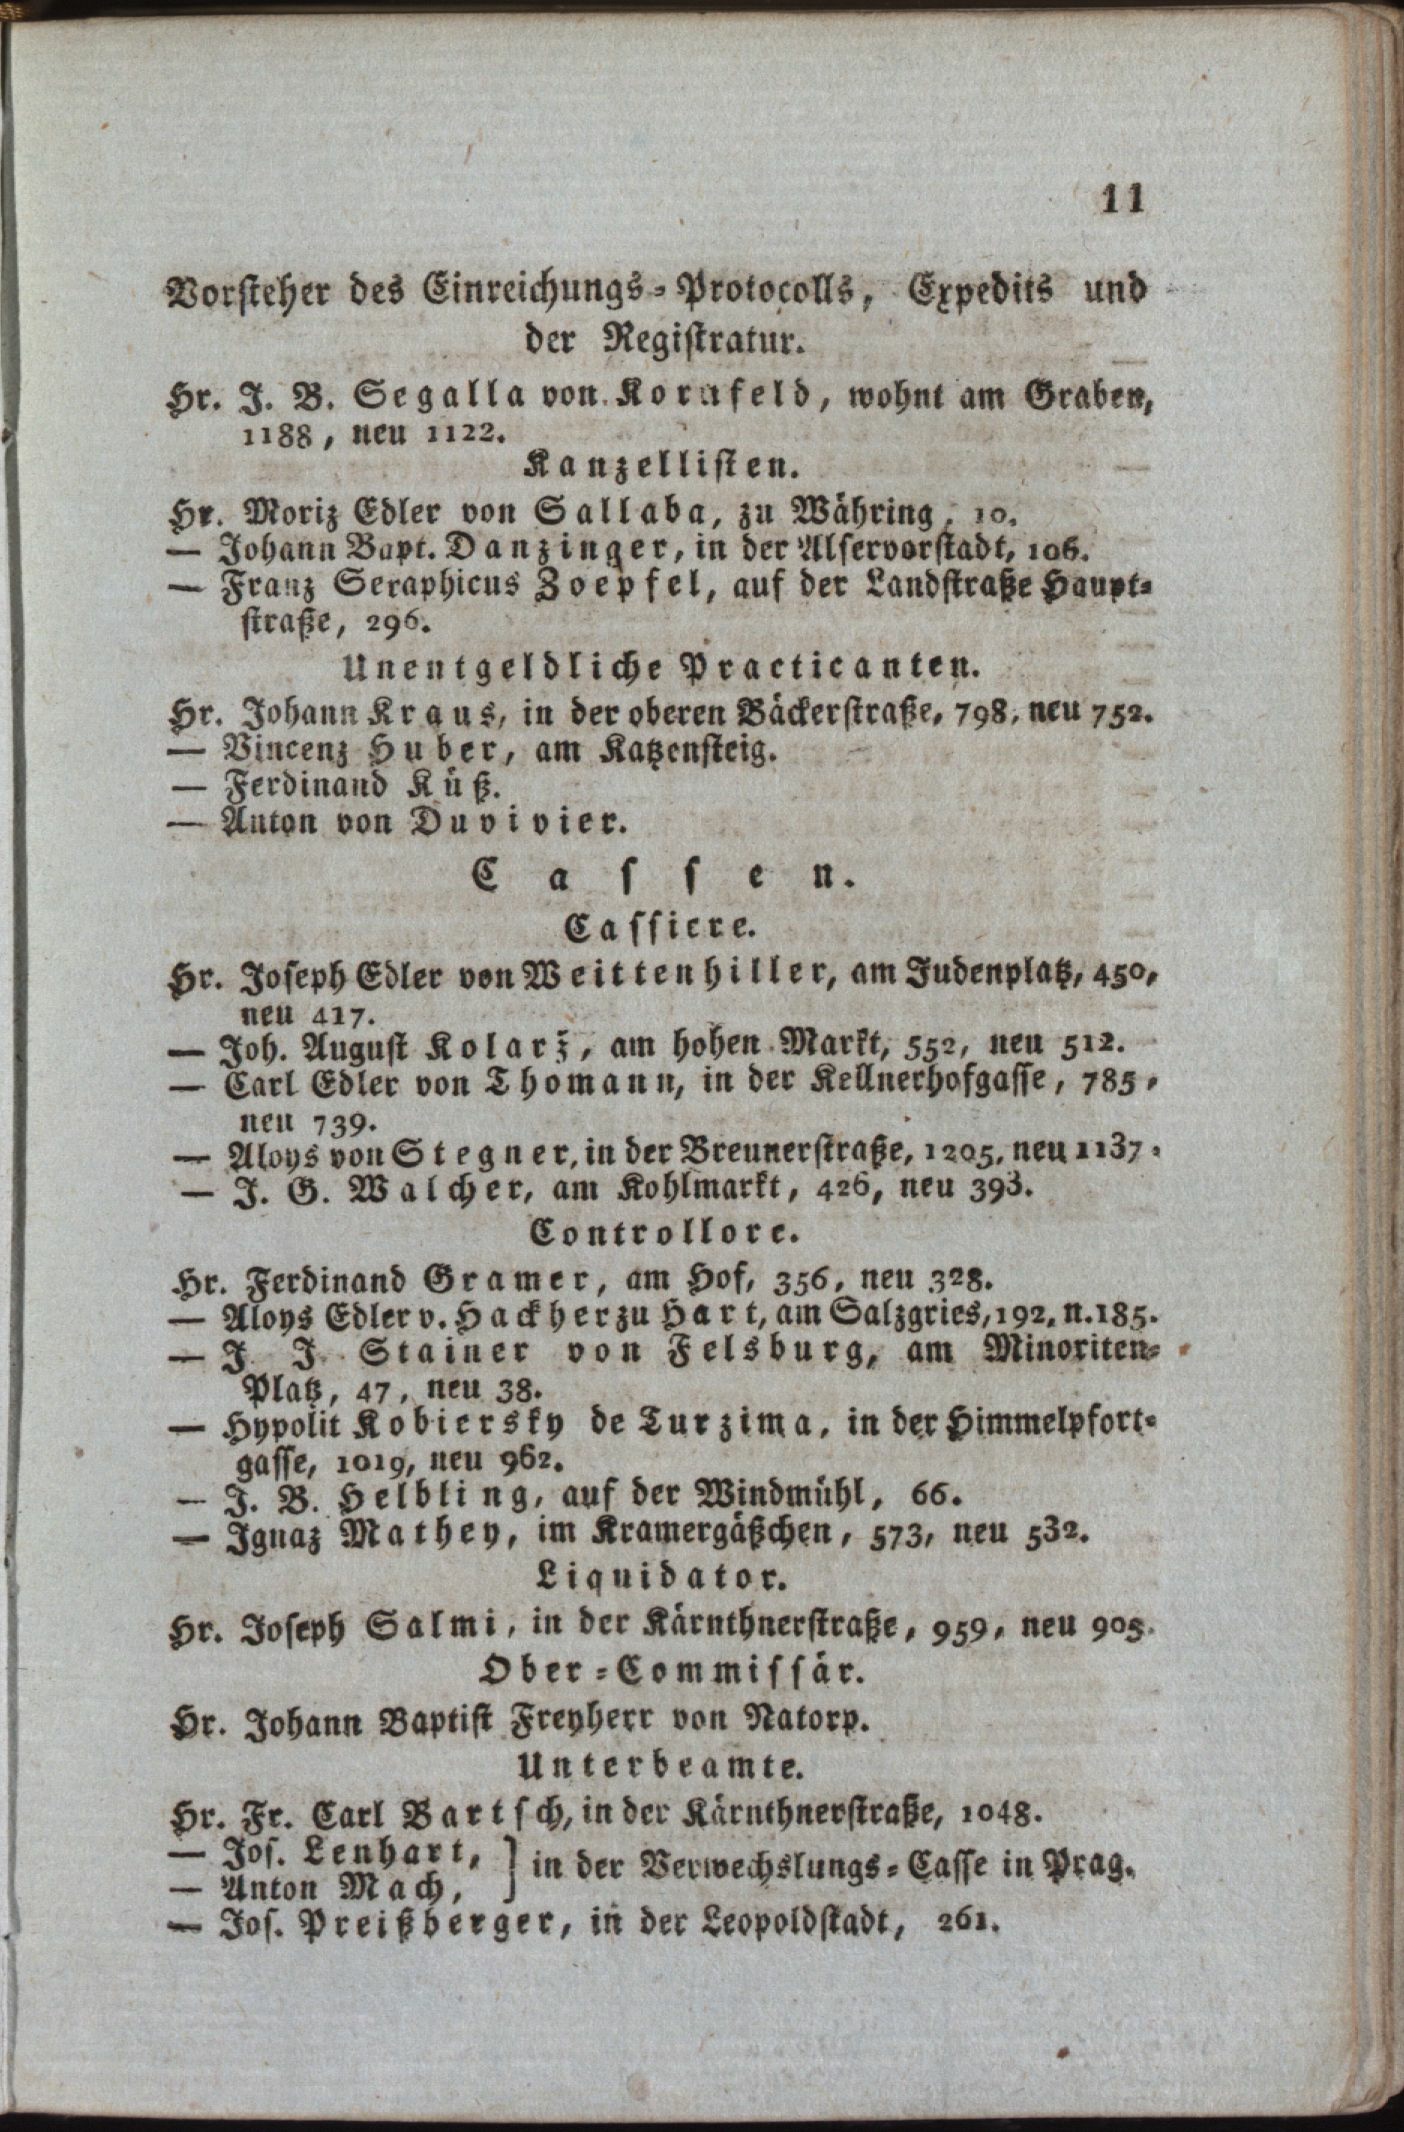 11
Vorsteher des Einreichungs-Protocolls, Expedits und
der Registratur.
Hr. J. B. Segalla von Kornfeld, wohnt am Graben,
1188, neu 1122.
Kanzellisten.
Hr. Moriz Edler von Sallaba, zu Währing, 10.
— Johann Bapt. Danzinger, in der Alservorstadt, 106.
— Franz Seraphicus Zoepfel, auf der Landstraße Haupt-
straße, 296.
Unentgeldliche Practicanten.
Hr. Johann Kraus, in der oberen Bäckerstraße, 798, neu 752.
— Vincenz Huber, am Katzensteig.
— Ferdinand Küß.
— Anton von Duvivier.
Cassen.
Cassiere.
Hr. Joseph Edler von Weittenhiller, am Judenplatz, 450,
neu 417.
— Joh. August Kolarž, am hohen Markt, 552, neu 512.
— Carl Edler von Thomann, in der Kellnerhofgasse, 785,
neu 739.
— Aloys von Stegner, in der Breunerstraße, 1205, neu 1137.
— J. G. Walcher, am Kohlmarkt, 426, neu 393.
Controllore.
Hr. Ferdinand Gramer, am Hof, 356, neu 328.
— Aloys Edler v. Hackher zu Hart, am Salzgries, 192, n. 185.
— J. J. Stainer von Felsburg, am Minoriten-
Platz, 47, neu 38.
— Hypolit Kobiersky de Turzima, in der Himmelpfort-
gasse, 1019, neu 962.
— J. B. Helbling, auf der Windmühl, 66.
— Ignaz Mathey, im Kramergäßchen, 573, neu 532.
Liquidator.
Hr. Joseph Salmi, in der Kärnthnerstraße, 959, neu 905.
Ober-Commissär.
Hr. Johann Baptist Freyherr von Natorp.
Unterbeamte.
Hr. Fr. Carl Bartsch, in der Kärnthnerstraße, 1048.
— Jos. Lenhart,
— Anton Mach, } in der Verwechslungs-Casse in Prag.
— Jos. Preißberger, in der Leopoldstadt, 261.